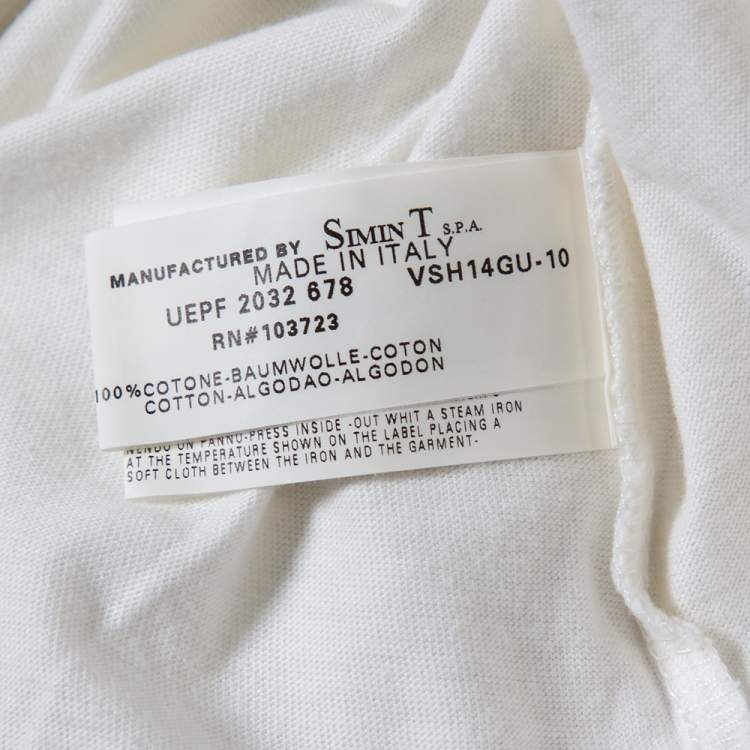 MANUFACTURED BY SIMIN T S.P.A.
MADE IN ITALY
UEPF 2032 678 VSH14GU-10
RN#103723
100%COTONE-BAUMWOLLE-COTON
COTTON-ALGODAO-ALGODON
PANNO-PRESS INSIDE -OUT WHIT A STEAM IRON
AT THE TEMPERATURE SHOWN ON THE LABEL PLACING A
SOFT CLOTH BETWEEN THE IRON AND THE GARMENT-